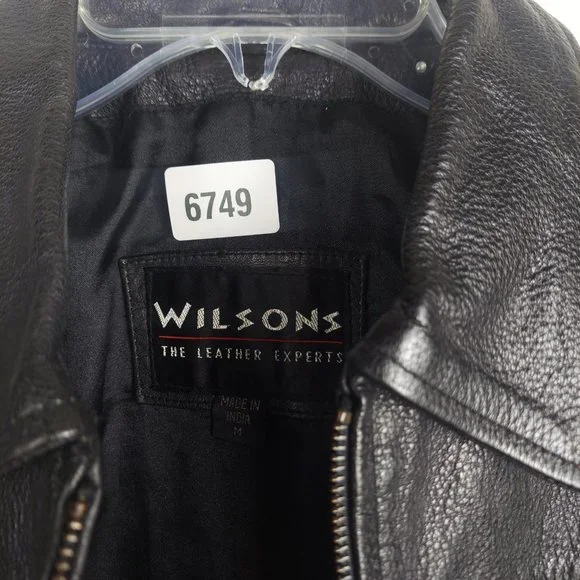 6749
WILSONS
THE LEATHER EXPERTS
MADE IN
INDIA
M